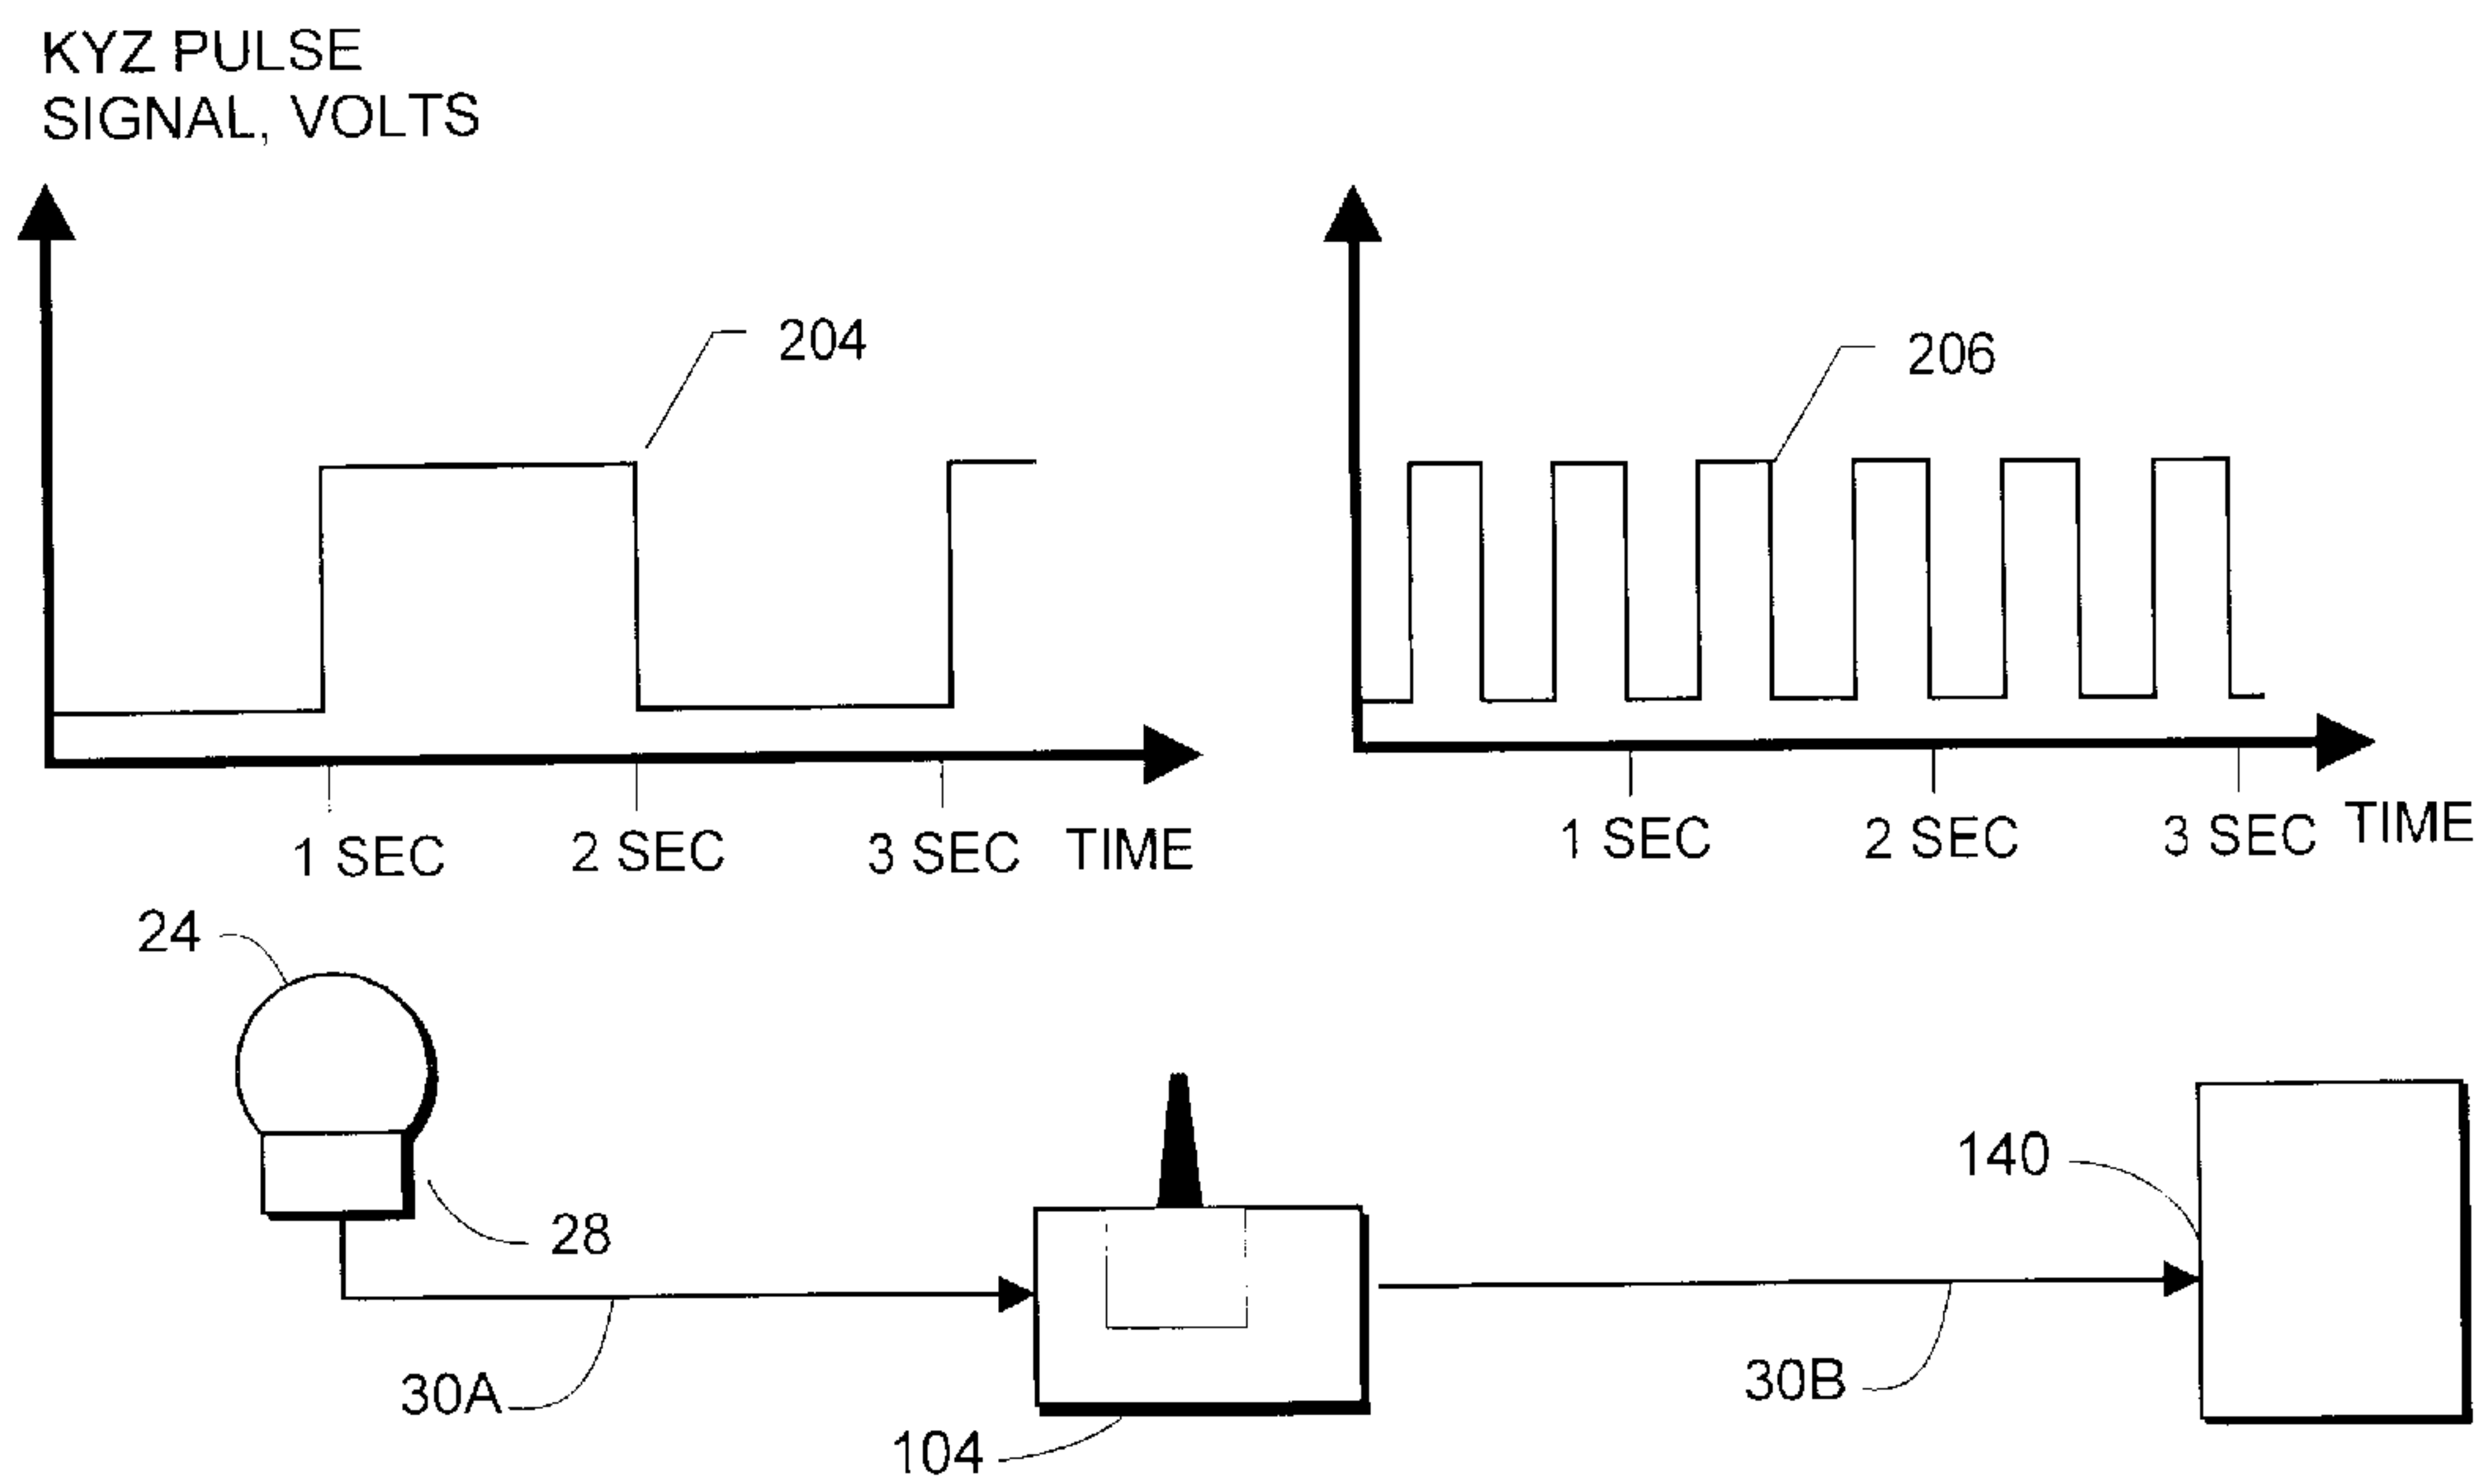 KYZ PULSE
SIGNAL, VOLTS
204
206
1 SEC
2 SEC
3 SEC
TIME
1 SEC
2 SEC
3 SEC
TIME
24
28
140
30A
30B
104